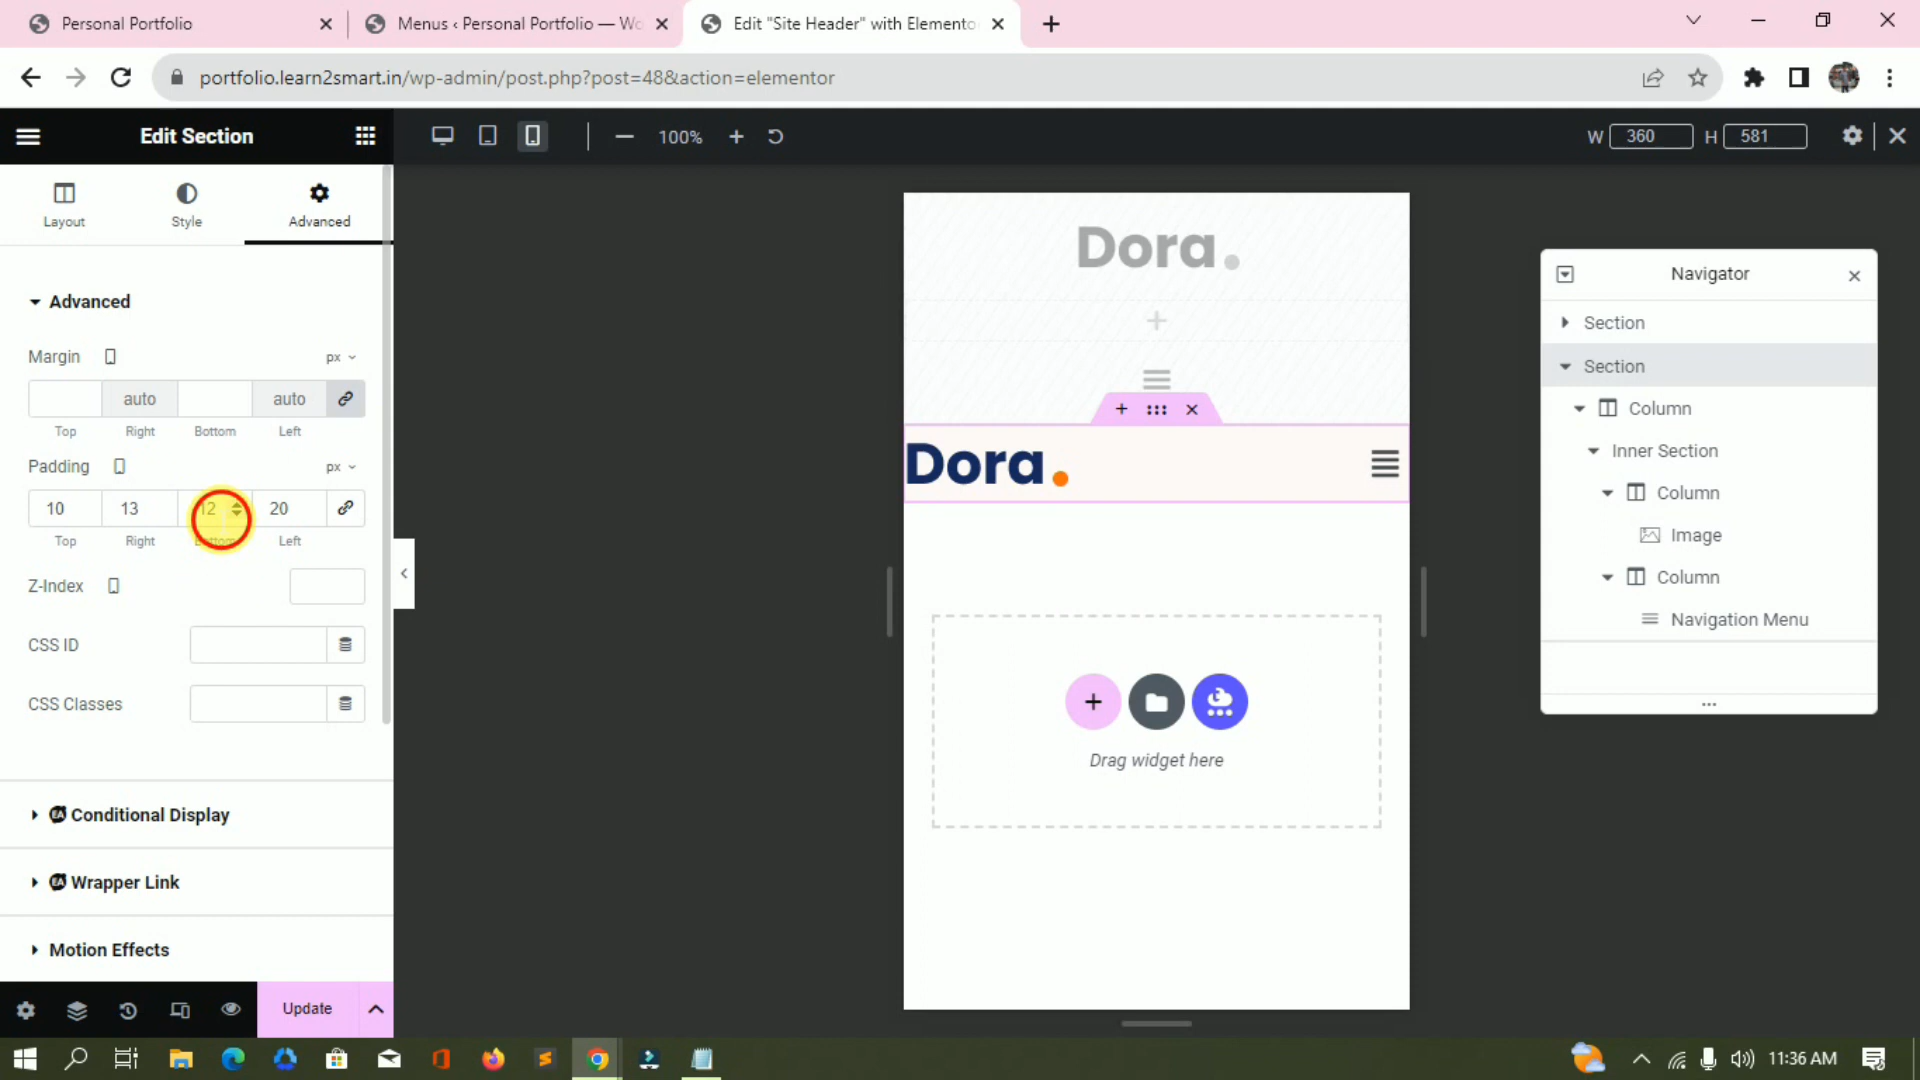 Personal Portfolio
Menus ‹ Personal Portfolio — Wo
Edit "Site Header" with Elemento
portfolio.learn2smart.in/wp-admin/post.php?post=48&action=elementor
Edit Section
100%
W 360 H 581
Layout
Style
Advanced
Advanced
Margin
px
auto
auto
Top
Right
Bottom
Left
Padding
px
10
13
12
20
Top
Right
Bottom
Left
Z-Index
CSS ID
CSS Classes
Conditional Display
Wrapper Link
Motion Effects
Update
Dora.
Dora.
Drag widget here
Navigator
Section
Section
Column
Inner Section
Column
Image
Column
Navigation Menu
11:36 AM